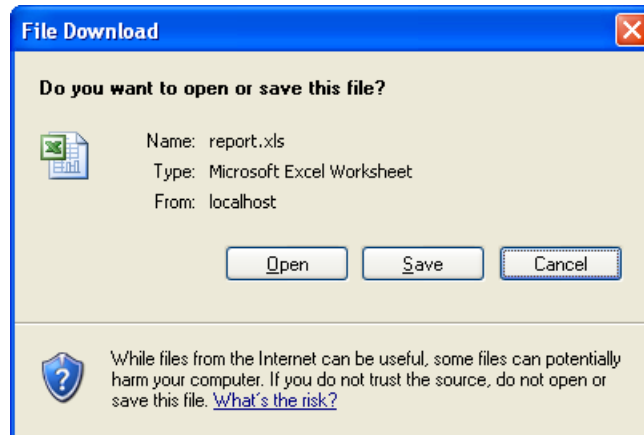 File Download
Do you want to open or save this file?
Name: report.xls
Type: Microsoft Excel Worksheet
From: localhost
Open Save Cancel
While files from the Internet can be useful, some files can potentially
harm your computer. If you do not trust the source, do not open or
save this file. What's the risk?